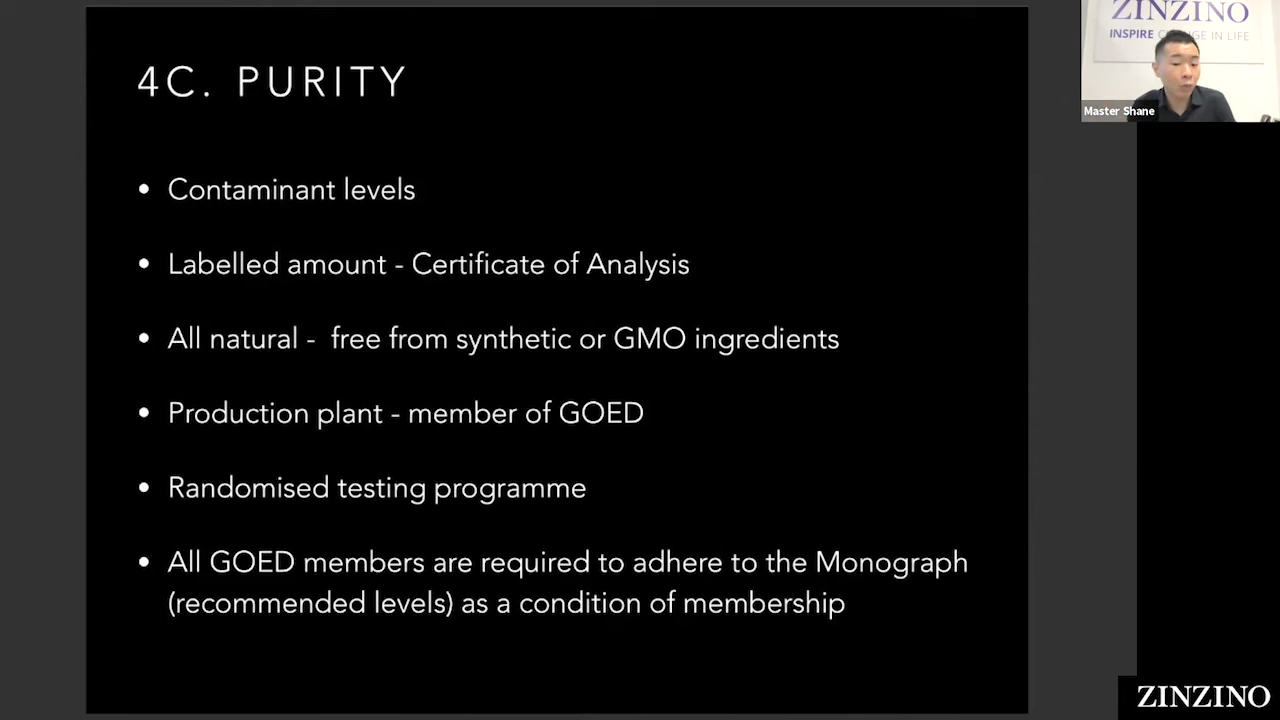 4C. PURITY
• Contaminant levels
• Labelled amount - Certificate of Analysis
• All natural - free from synthetic or GMO ingredients
• Production plant - member of GOED
• Randomised testing programme
• All GOED members are required to adhere to the Monograph
(recommended levels) as a condition of membership
ZINZINO
INSPIRE IN LIFE
Master Shane
ZINZINO